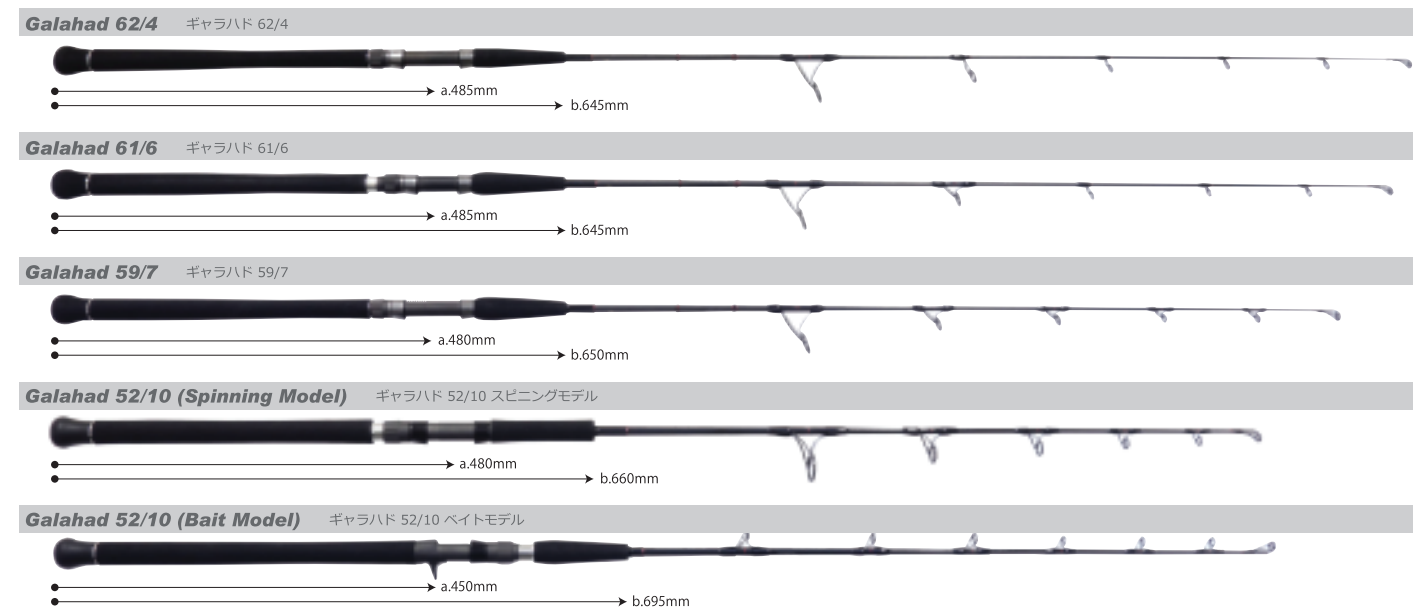 Galahad 62/4 ギャラハド 62/4
a.485mm
b.645mm
Galahad 61/6 ギャラハド 61/6
a.485mm
b.645mm
Galahad 59/7 ギャラハド 59/7
a.480mm
b.650mm
Galahad 52/10 (Spinning Model) ギャラハド 52/10 スピニングモデル
a.480mm
b.660mm
Galahad 52/10 (Bait Model) ギャラハド 52/10 ベイトモデル
a.450mm
b.695mm